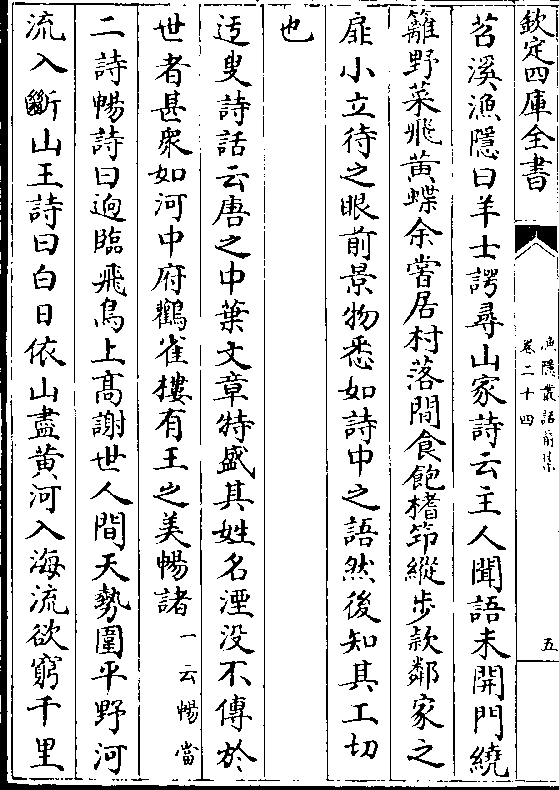 欽定四庫全書
漁隱叢話前集
卷二十四
五
苕溪漁隱曰羊士諤尋山家詩云主人聞語未開門繞
籬野菜飛黃蝶余嘗居村落間食飽楮笻縱步款鄰家之
扉小立待之眼前景物悉如詩中之語然後知其工切
也
迂叟詩話云唐之中葉文章特盛其姓名湮没不傳於
世者甚衆如河中府鸛雀樓有王之美暢諸一云暢當
二詩暢詩曰逈臨飛鳥上高謝世人間天勢圍平野河
流入斷山王詩曰白日依山盡黃河入海流欲窮千里